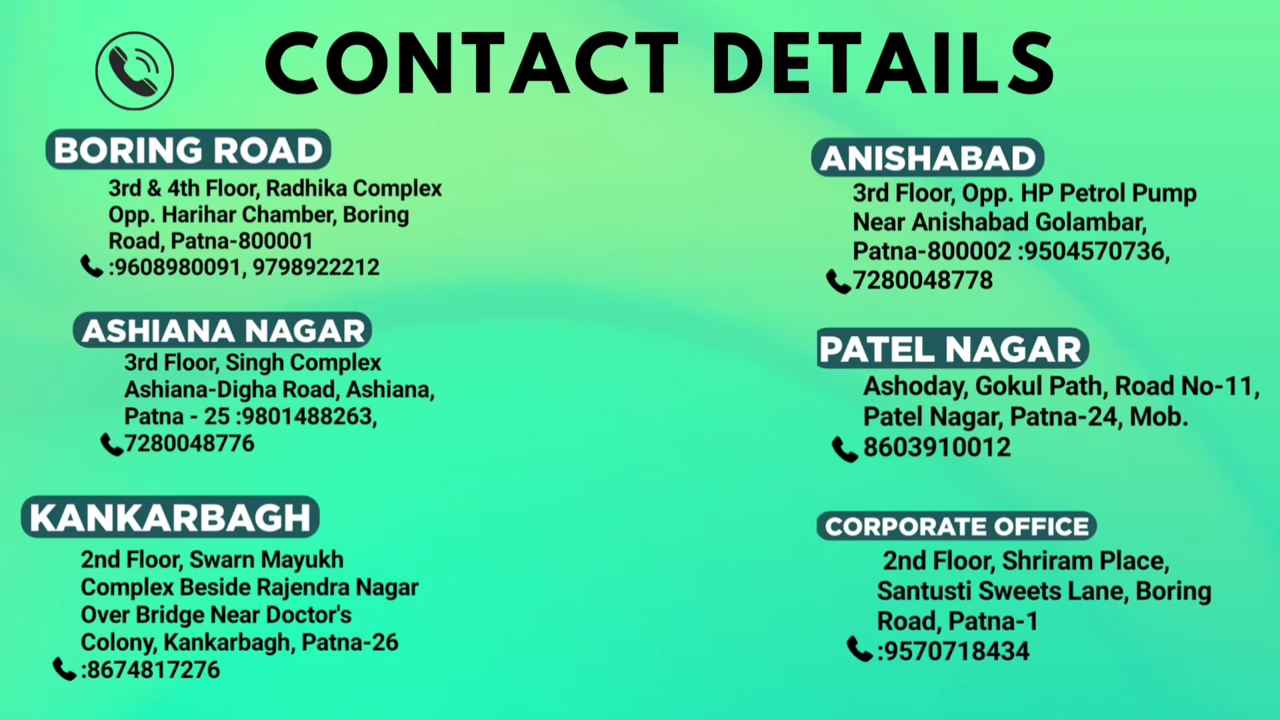 CONTACT DETAILS
BORING ROAD
3rd & 4th Floor, Radhika Complex
Opp. Harihar Chamber, Boring
Road, Patna-800001
:9608980091, 9798922212
ASHIANA NAGAR
3rd Floor, Singh Complex
Ashiana-Digha Road, Ashiana,
Patna - 25 :9801488263,
7280048776
KANKARBAGH
2nd Floor, Swarn Mayukh
Complex Beside Rajendra Nagar
Over Bridge Near Doctor's
Colony, Kankarbagh, Patna-26
:8674817276
ANISHABAD
3rd Floor, Opp. HP Petrol Pump
Near Anishabad Golambar,
Patna-800002 :9504570736,
7280048778
PATEL NAGAR
Ashoday, Gokul Path, Road No-11,
Patel Nagar, Patna-24, Mob.
8603910012
CORPORATE OFFICE
2nd Floor, Shriram Place,
Santusti Sweets Lane, Boring
Road, Patna-1
:9570718434